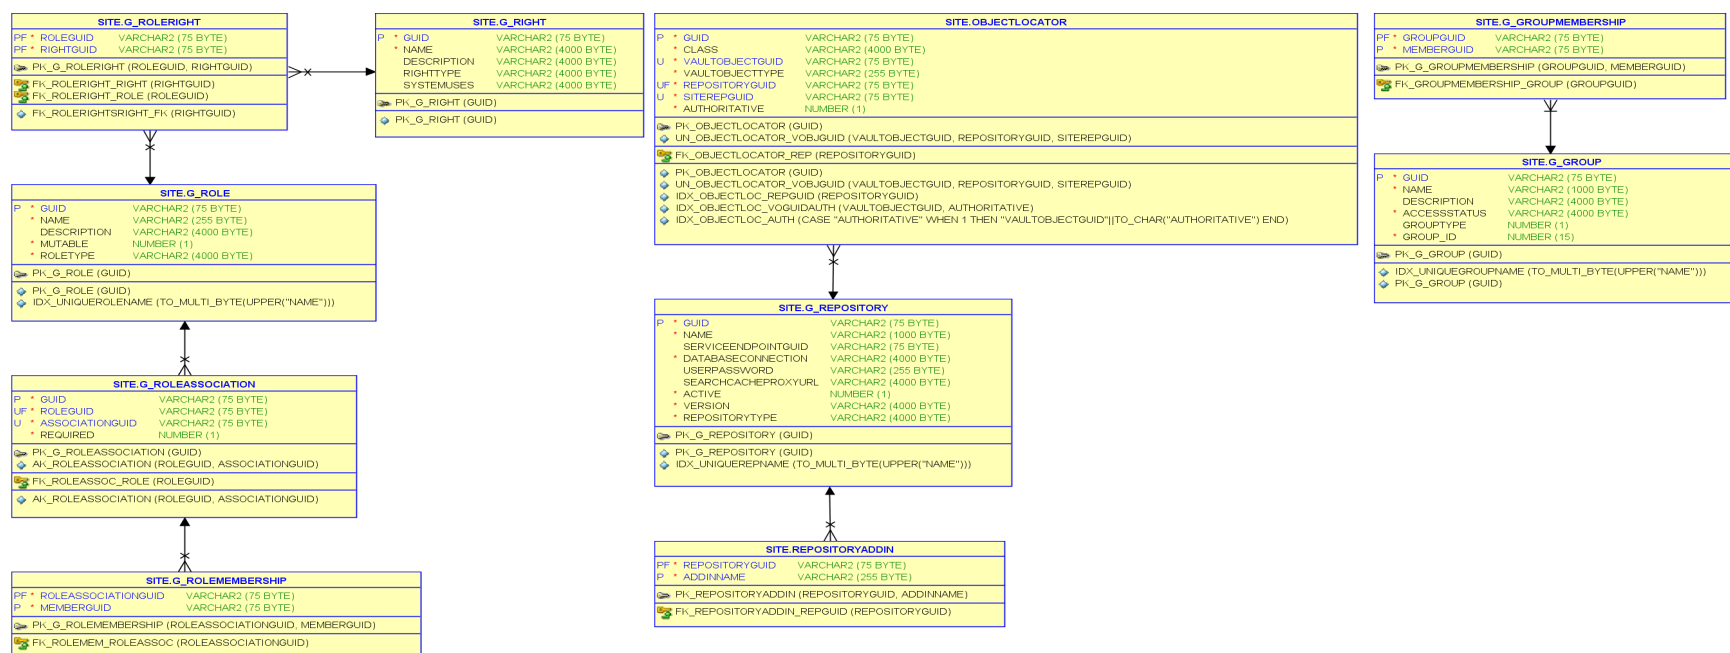 SITE.G_ROLERIGHT
PF * ROLEGUID VARCHAR2 (75 BYTE)
PF * RIGHTGUID VARCHAR2 (75 BYTE)
PK_G_ROLERIGHT (ROLEGUID, RIGHTGUID)
FK_ROLERIGHT_RIGHT (RIGHTGUID)
FK_ROLERIGHT_ROLE (ROLEGUID)
FK_ROLERIGHTSRIGHT_FK (RIGHTGUID)
SITE.G_RIGHT
P * GUID VARCHAR2 (75 BYTE)
* NAME VARCHAR2 (4000 BYTE)
DESCRIPTION VARCHAR2 (4000 BYTE)
RIGHTTYPE VARCHAR2 (4000 BYTE)
SYSTEMUSES VARCHAR2 (4000 BYTE)
PK_G_RIGHT (GUID)
PK_G_RIGHT (GUID)
SITE.G_ROLE
P * GUID VARCHAR2 (75 BYTE)
* NAME VARCHAR2 (255 BYTE)
DESCRIPTION VARCHAR2 (4000 BYTE)
* MUTABLE NUMBER (1)
* ROLETYPE VARCHAR2 (4000 BYTE)
PK_G_ROLE (GUID)
PK_G_ROLE (GUID)
IDX_UNIQUEROLENAME (TO_MULTI_BYTE(UPPER("NAME")))
SITE.G_ROLEASSOCIATION
P * GUID VARCHAR2 (75 BYTE)
UF * ROLEGUID VARCHAR2 (75 BYTE)
U * ASSOCIATIONGUID VARCHAR2 (75 BYTE)
* REQUIRED NUMBER (1)
PK_G_ROLEASSOCIATION (GUID)
AK_ROLEASSOCIATION (ROLEGUID, ASSOCIATIONGUID)
FK_ROLEASSOC_ROLE (ROLEGUID)
AK_ROLEASSOCIATION (ROLEGUID, ASSOCIATIONGUID)
SITE.G_ROLEMEMBERSHIP
PF * ROLEASSOCIATIONGUID VARCHAR2 (75 BYTE)
P * MEMBERGUID VARCHAR2 (75 BYTE)
PK_G_ROLEMEMBERSHIP (ROLEASSOCIATIONGUID, MEMBERGUID)
FK_ROLEMEM_ROLEASSOC (ROLEASSOCIATIONGUID)
SITE.OBJECTLOCATOR
P * GUID VARCHAR2 (75 BYTE)
* CLASS VARCHAR2 (4000 BYTE)
U * VAULTOBJECTGUID VARCHAR2 (75 BYTE)
* VAULTOBJECTTYPE VARCHAR2 (255 BYTE)
UF * REPOSITORYGUID VARCHAR2 (75 BYTE)
U * SITEREPGUID VARCHAR2 (75 BYTE)
* AUTHORITATIVE NUMBER (1)
PK_OBJECTLOCATOR (GUID)
UN_OBJECTLOCATOR_VOBJGUID (VAULTOBJECTGUID, REPOSITORYGUID, SITEREPGUID)
FK_OBJECTLOCATOR_REP (REPOSITORYGUID)
PK_OBJECTLOCATOR (GUID)
UN_OBJECTLOCATOR_VOBJGUID (VAULTOBJECTGUID, REPOSITORYGUID, SITEREPGUID)
IDX_OBJECTLOC_REPGUID (REPOSITORYGUID)
IDX_OBJECTLOC_VOGUIDAUTH (VAULTOBJECTGUID, AUTHORITATIVE)
IDX_OBJECTLOC_AUTH (CASE "AUTHORITATIVE" WHEN 1 THEN "VAULTOBJECTGUID"||TO_CHAR("AUTHORITATIVE") END)
SITE.G_REPOSITORY
P * GUID VARCHAR2 (75 BYTE)
* NAME VARCHAR2 (1000 BYTE)
SERVICEENDPOINTGUID VARCHAR2 (75 BYTE)
* DATABASECONNECTION VARCHAR2 (4000 BYTE)
USERPASSWORD VARCHAR2 (255 BYTE)
SEARCHCACHEPROXYURL VARCHAR2 (4000 BYTE)
* ACTIVE NUMBER (1)
* VERSION VARCHAR2 (4000 BYTE)
* REPOSITORYTYPE VARCHAR2 (4000 BYTE)
PK_G_REPOSITORY (GUID)
PK_G_REPOSITORY (GUID)
IDX_UNIQUEREPNAME (TO_MULTI_BYTE(UPPER("NAME")))
SITE.REPOSITORYADDIN
PF * REPOSITORYGUID VARCHAR2 (75 BYTE)
P * ADDINNAME VARCHAR2 (255 BYTE)
PK_REPOSITORYADDIN (REPOSITORYGUID, ADDINNAME)
FK_REPOSITORYADDIN_REPGUID (REPOSITORYGUID)
SITE.G_GROUPMEMBERSHIP
PF * GROUPGUID VARCHAR2 (75 BYTE)
P * MEMBERGUID VARCHAR2 (75 BYTE)
PK_G_GROUPMEMBERSHIP (GROUPGUID, MEMBERGUID)
FK_GROUPMEMBERSHIP_GROUP (GROUPGUID)
SITE.G_GROUP
P * GUID VARCHAR2 (75 BYTE)
* NAME VARCHAR2 (1000 BYTE)
DESCRIPTION VARCHAR2 (4000 BYTE)
* ACCESSSTATUS VARCHAR2 (4000 BYTE)
GROUPTYPE NUMBER (1)
* GROUP_ID NUMBER (15)
PK_G_GROUP (GUID)
IDX_UNIQUEGROUPNAME (TO_MULTI_BYTE(UPPER("NAME")))
PK_G_GROUP (GUID)